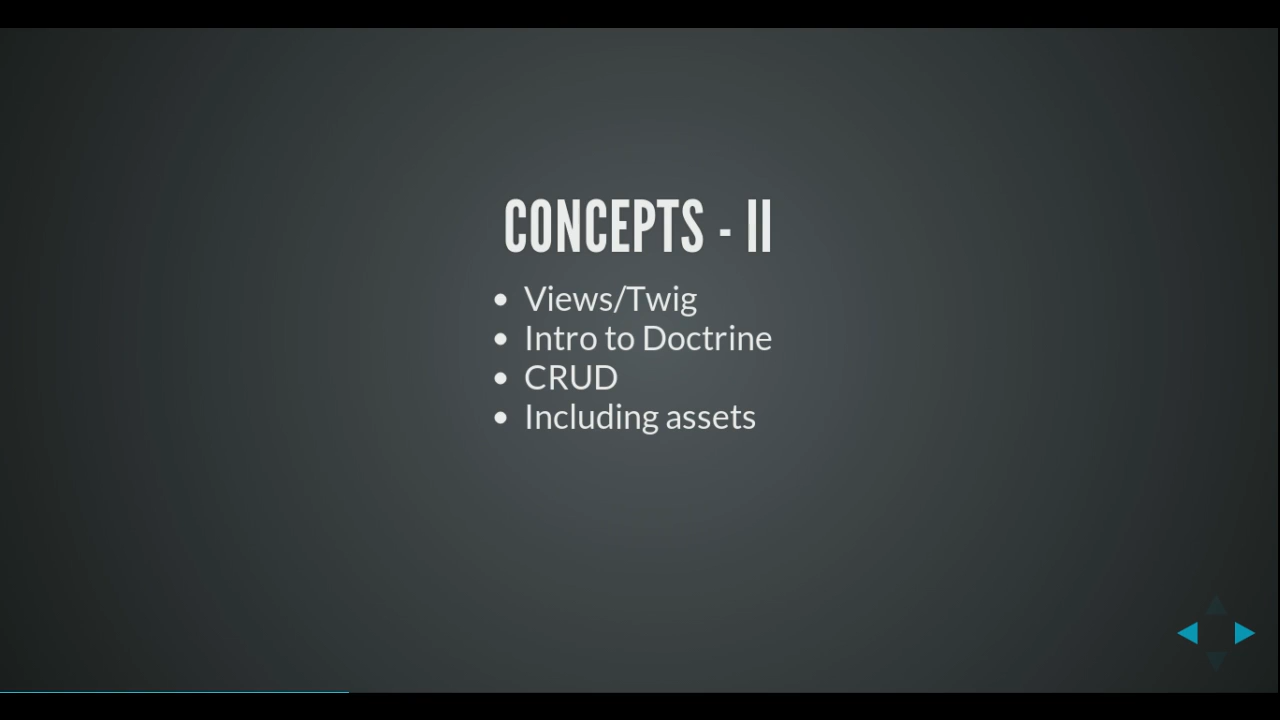 CONCEPTS - II
Views/Twig
Intro to Doctrine
CRUD
Including assets